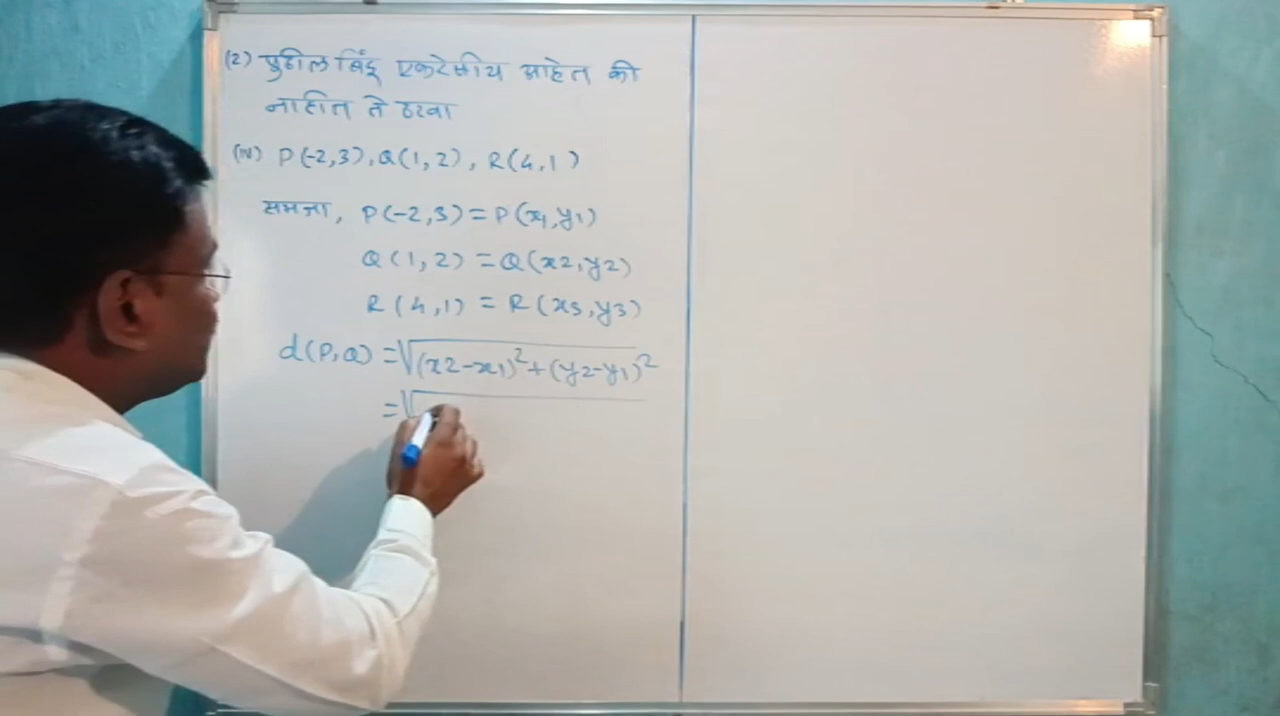 (2) पुढील बिंदू एकरेषीय आहेत की
नाहीत ते ठरवा
(iv) P(-2,3), Q(1,2), R(4,1)
समजा, P(-2,3) = P(x1,y1)
Q(1,2) = Q(x2,y2)
R(4,1) = R(x3,y3)
d(P,Q) = √(x2-x1)²+(y2-y1)²
= √